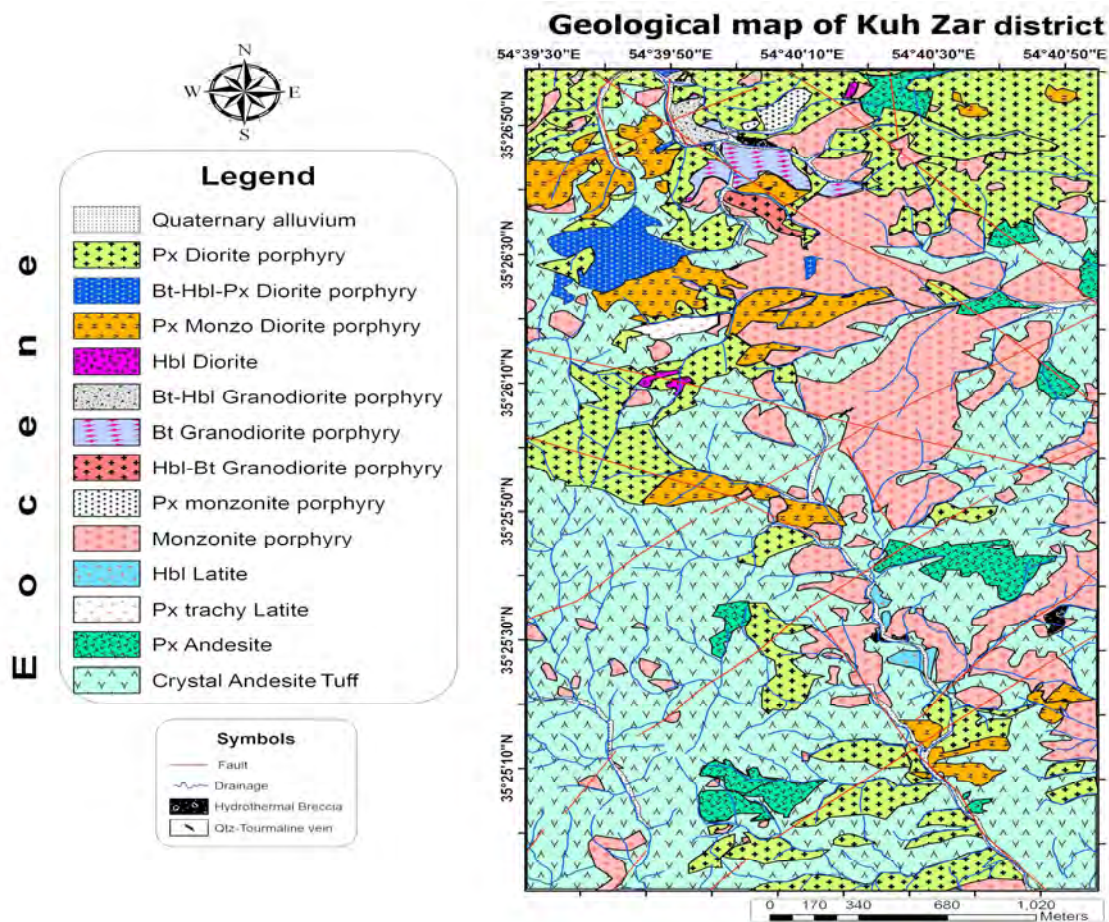 Geological map of Kuh Zar district
54°39'30"E 54°39'50"E 54°40'10"E 54°40'30"E 54°40'50"E
N
W E
S
35°26'50"N
35°26'30"N
35°26'10"N
35°25'50"N
35°25'30"N
35°25'10"N
Eocene
Legend
Quaternary alluvium
Px Diorite porphyry
Bt-Hbl-Px Diorite porphyry
Px Monzo Diorite porphyry
Hbl Diorite
Bt-Hbl Granodiorite porphyry
Bt Granodiorite porphyry
Hbl-Bt Granodiorite porphyry
Px monzonite porphyry
Monzonite porphyry
Hbl Latite
Px trachy Latite
Px Andesite
Crystal Andesite Tuff
Symbols
Fault
Drainage
Hydrothermal Breccia
Qtz-Tourmaline vein
0 170 340 680 1,020
Meters